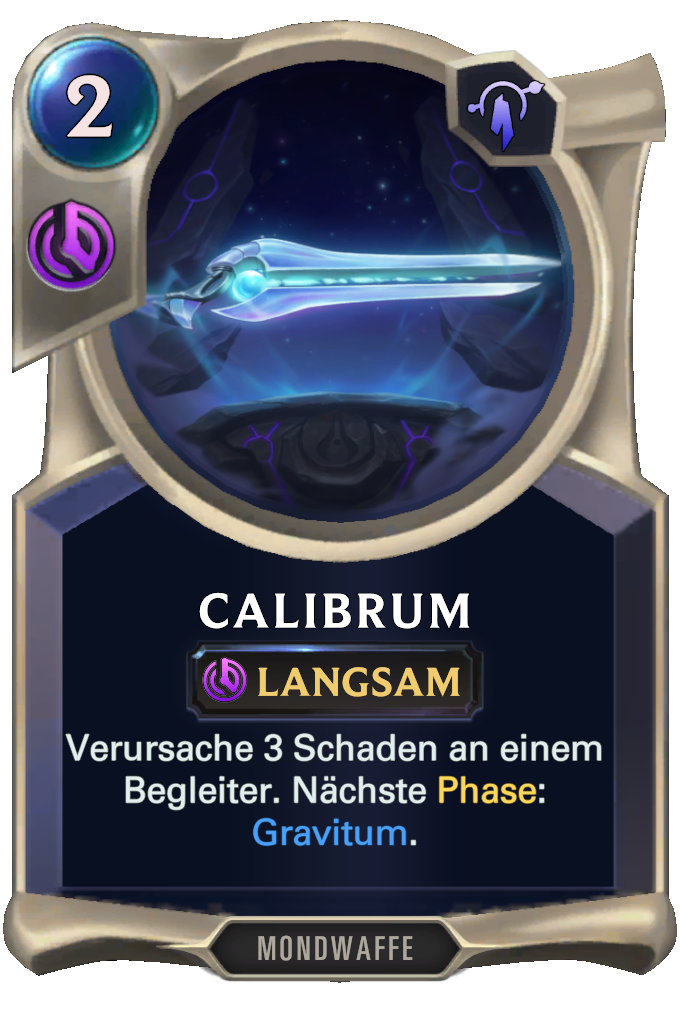 2
CALIBRUM
LANGSAM
Verursache 3 Schaden an einem
Begleiter. Nächste Phase:
Gravitum.
MONDWAFFE